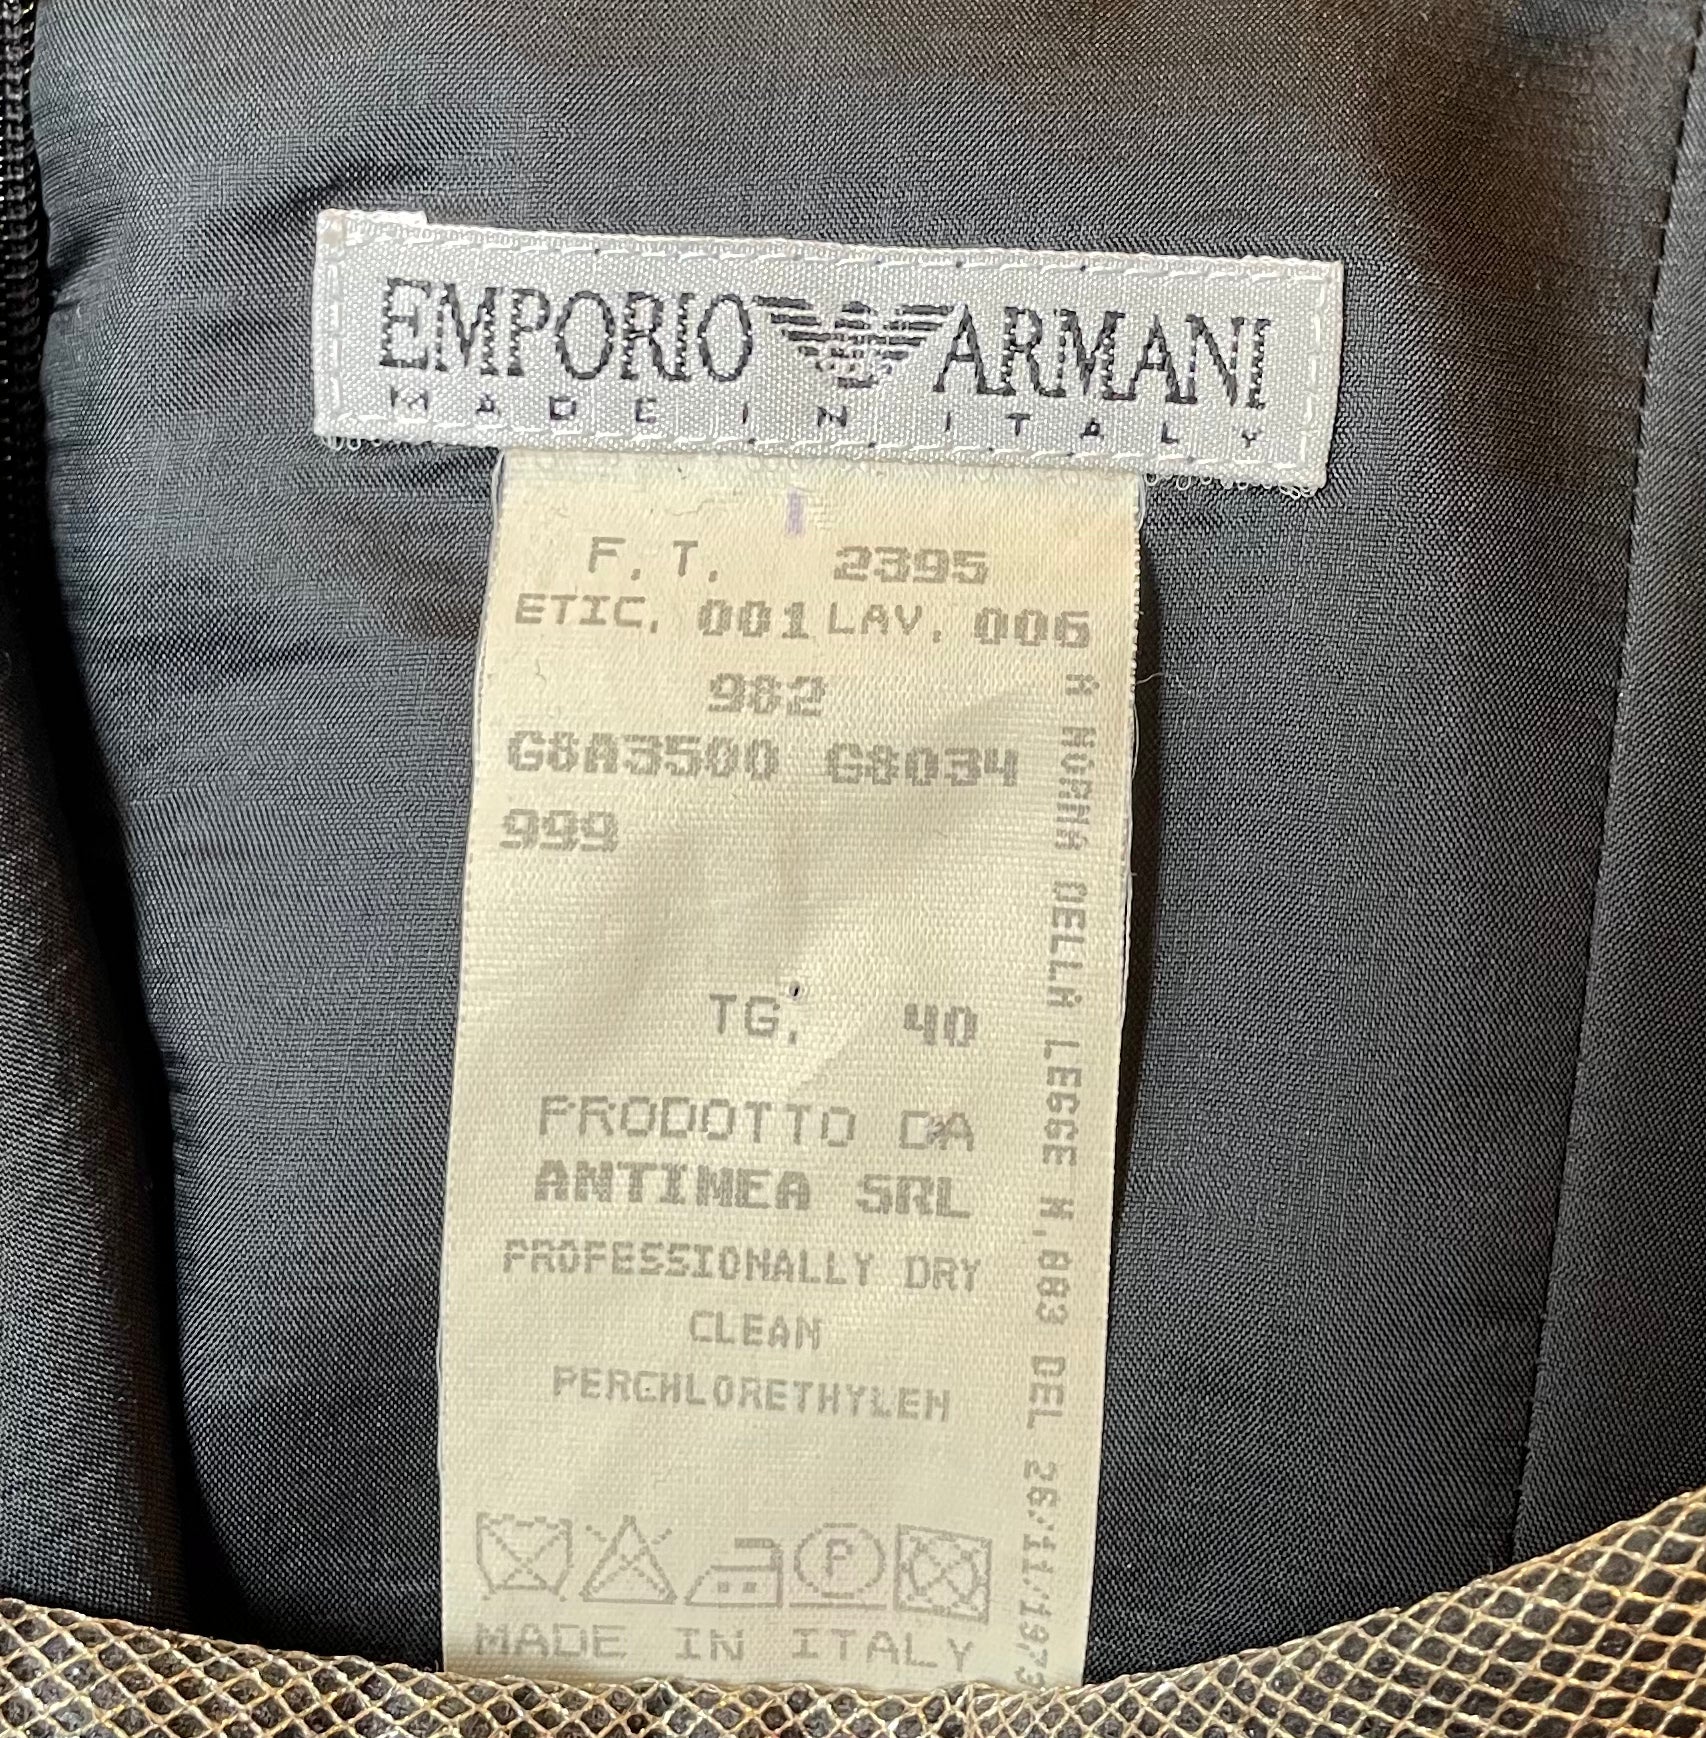 EMPORIO ARMANI
MADE IN ITALY
F.T. 2395
ETIC. 001 LAV. 006
982
G8A3500 G8034
999
TG. 40
PRODOTTO DA
ANTIMEA SRL
PROFESSIONALLY DRY
CLEAN
PERCHLORETHYLEN
P
MADE IN ITALY
A NORMA DELLA LEGGE N.883 DEL 26/11/1973